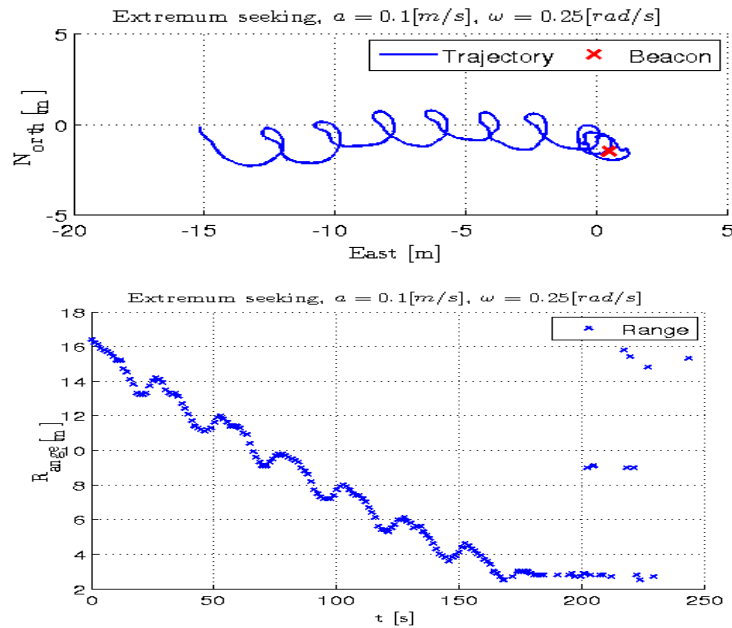 Extremum seeking, a = 0.1[m/s], ω = 0.25[rad/s]
5
Trajectory Beacon
North [m]
0
-5
-20 -15 -10 -5 0 5
East [m]
Extremum seeking, a = 0.1[m/s], ω = 0.25[rad/s]
18
Range
16
14
12
Range [m]
10
8
6
4
2
0 50 100 150 200 250
t [s]